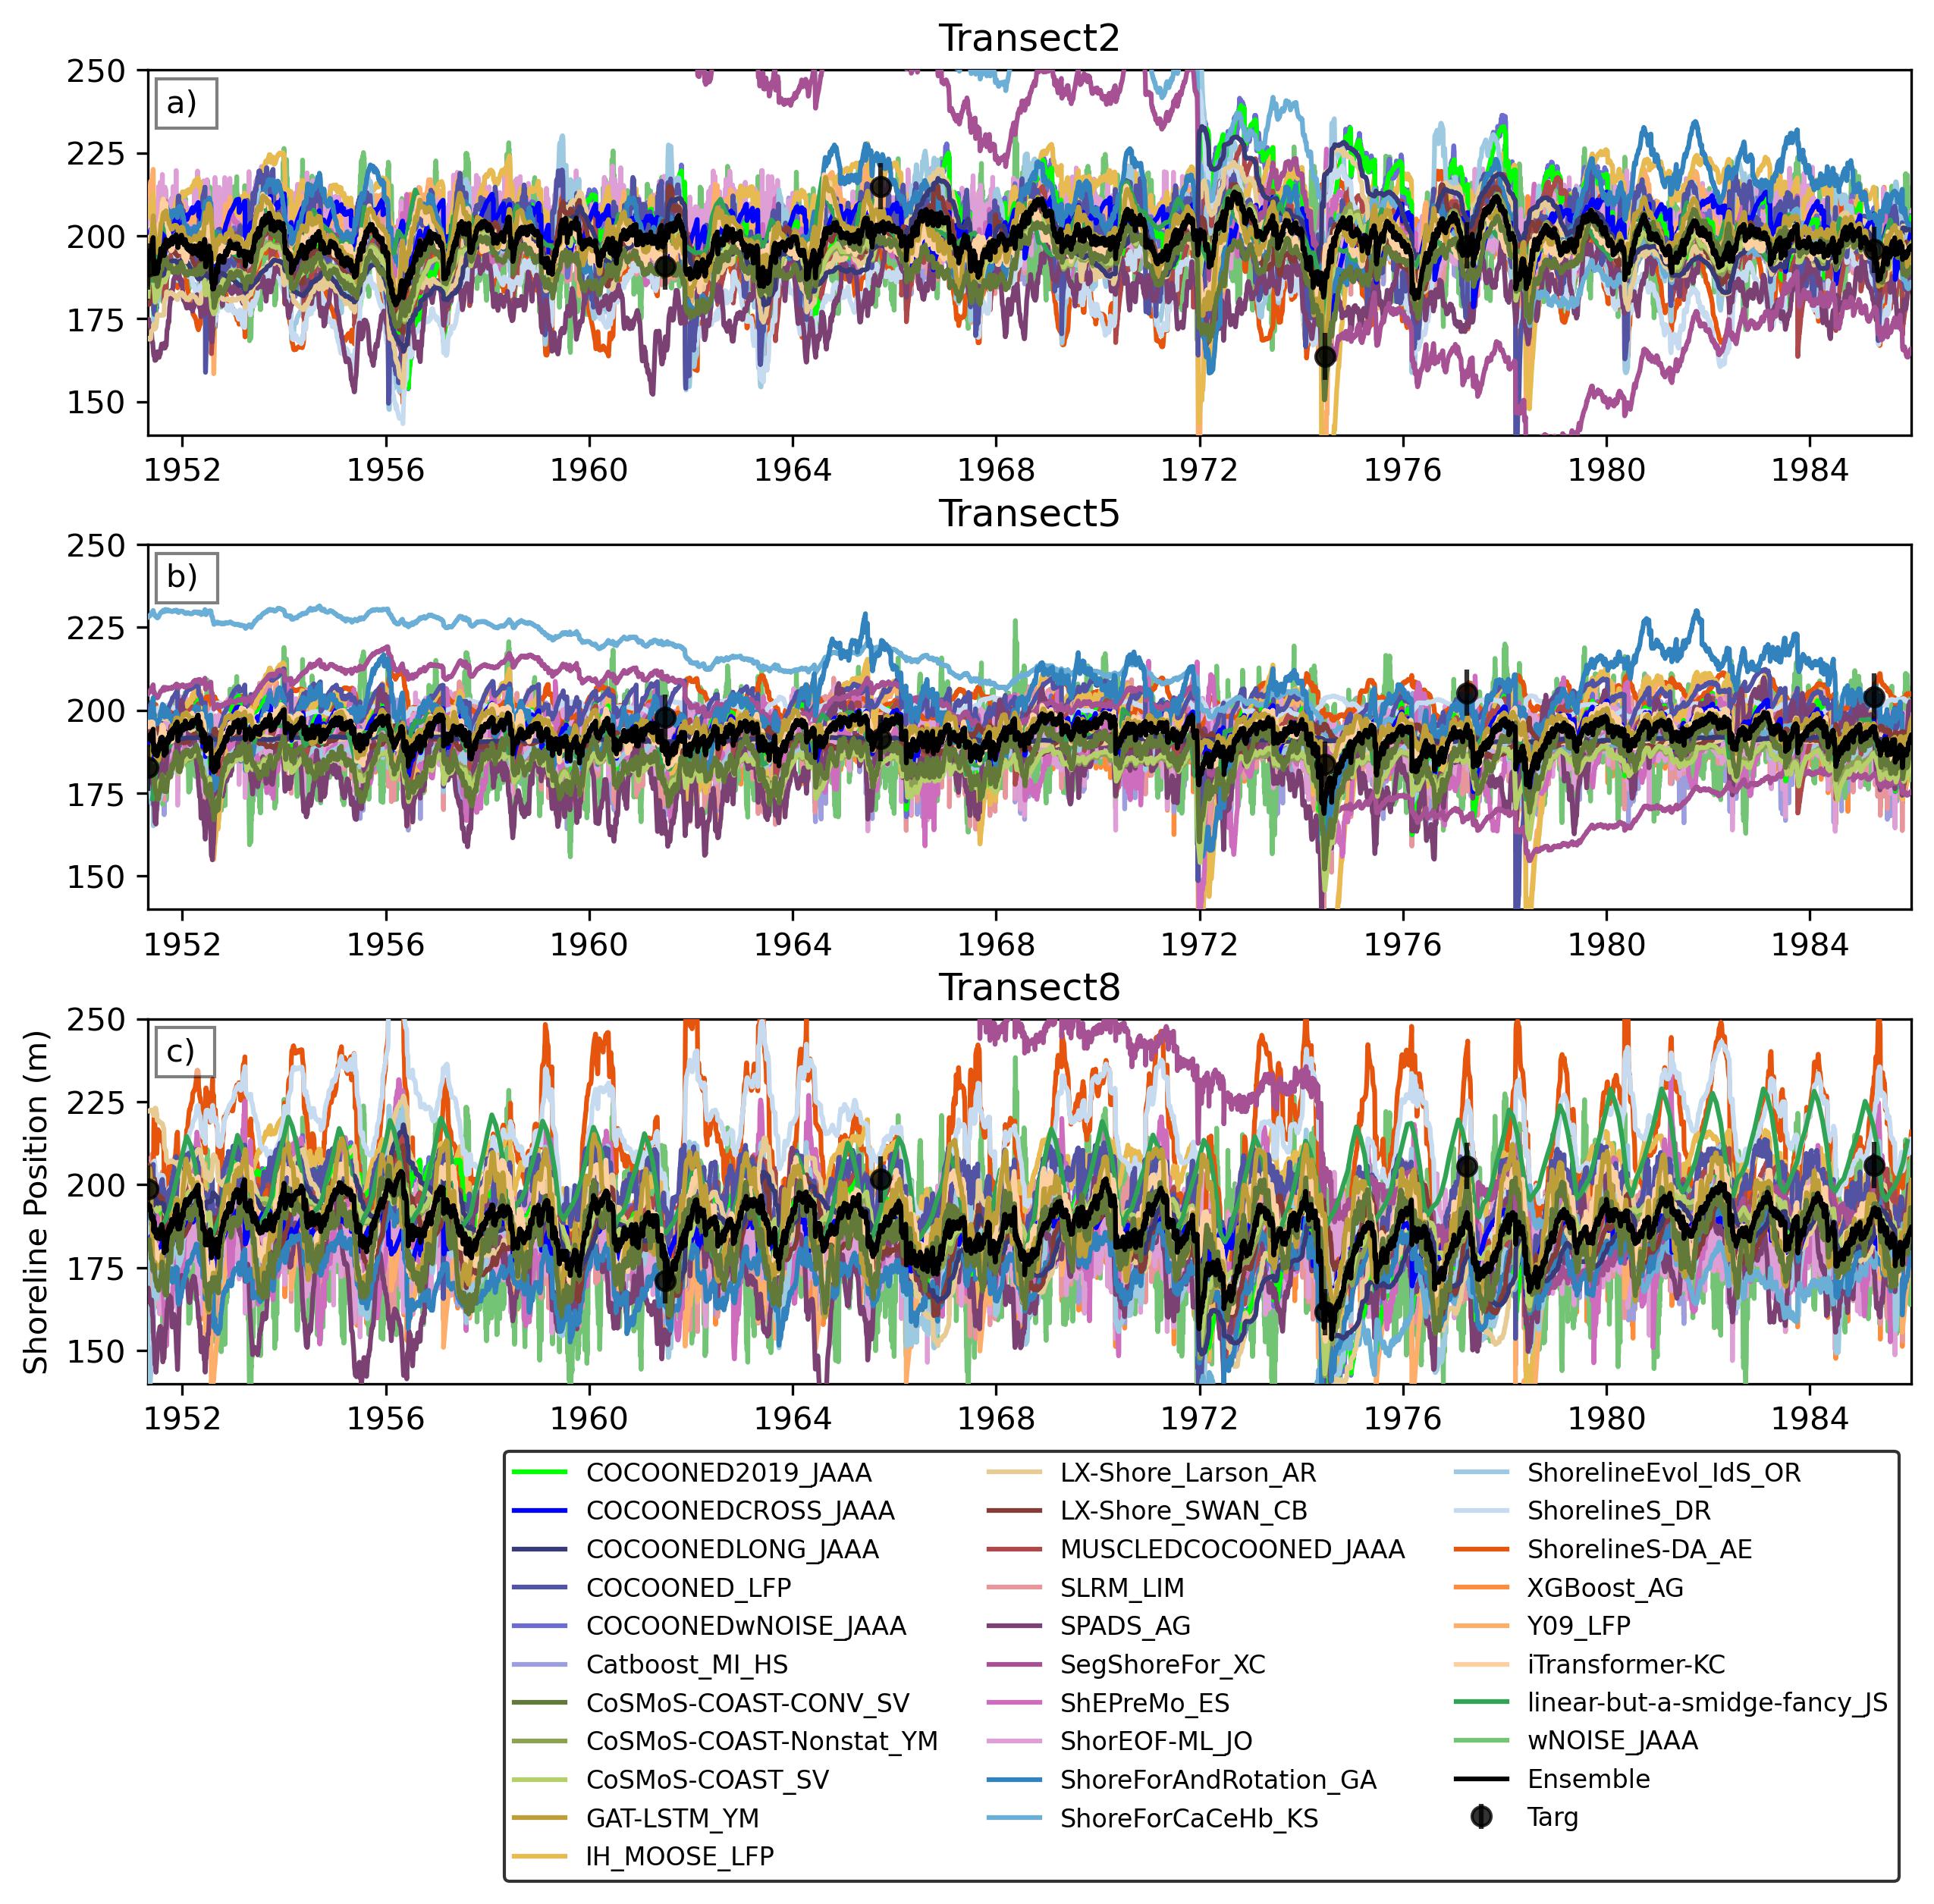 Transect2
a)
250
225
200
175
150
1952 1956 1960 1964 1968 1972 1976 1980 1984
Transect5
b)
250
225
200
175
150
1952 1956 1960 1964 1968 1972 1976 1980 1984
Transect8
c)
Shoreline Position (m)
250
225
200
175
150
1952 1956 1960 1964 1968 1972 1976 1980 1984
COCOONED2019_JAAA
COCOONEDCROSS_JAAA
COCOONEDLONG_JAAA
COCOONED_LFP
COCOONEDwNOISE_JAAA
Catboost_MI_HS
CoSMoS-COAST-CONV_SV
CoSMoS-COAST-Nonstat_YM
CoSMoS-COAST_SV
GAT-LSTM_YM
IH_MOOSE_LFP
LX-Shore_Larson_AR
LX-Shore_SWAN_CB
MUSCLEDCOCOONED_JAAA
SLRM_LIM
SPADS_AG
SegShoreFor_XC
ShEPreMo_ES
ShorEOF-ML_JO
ShoreForAndRotation_GA
ShoreForCaCeHb_KS
ShorelineEvol_IdS_OR
ShorelineS_DR
ShorelineS-DA_AE
XGBoost_AG
Y09_LFP
iTransformer-KC
linear-but-a-smidge-fancy_JS
wNOISE_JAAA
Ensemble
Targ